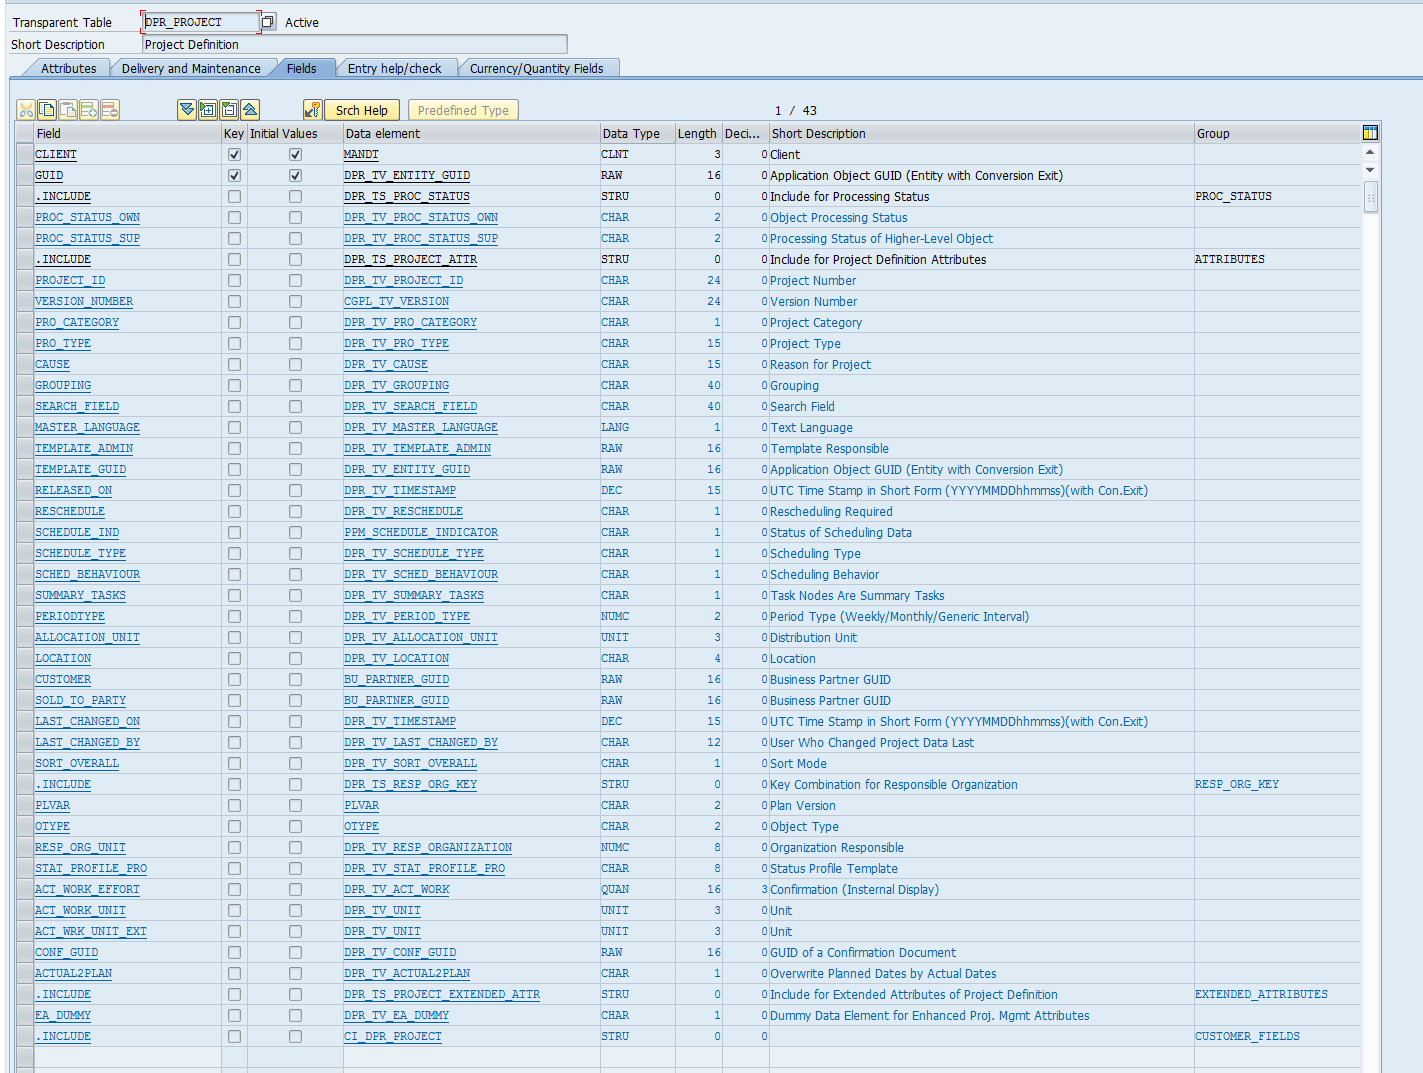 Transparent Table DPR_PROJECT Active
Short Description Project Definition
Attributes Delivery and Maintenance Fields Entry help/check Currency/Quantity Fields
Srch Help Predefined Type 1 / 43
Field Key Initial Values Data element Data Type Length Deci... Short Description Group
CLIENT MANDT CLNT 3 0 Client
GUID DPR_TV_ENTITY_GUID RAW 16 0 Application Object GUID (Entity with Conversion Exit)
.INCLUDE DPR_TS_PROC_STATUS STRU 0 0 Include for Processing Status PROC_STATUS
PROC_STATUS_OWN DPR_TV_PROC_STATUS_OWN CHAR 2 0 Object Processing Status
PROC_STATUS_SUP DPR_TV_PROC_STATUS_SUP CHAR 2 0 Processing Status of Higher-Level Object
.INCLUDE DPR_TS_PROJECT_ATTR STRU 0 0 Include for Project Definition Attributes ATTRIBUTES
PROJECT_ID DPR_TV_PROJECT_ID CHAR 24 0 Project Number
VERSION_NUMBER CGPL_TV_VERSION CHAR 24 0 Version Number
PRO_CATEGORY DPR_TV_PRO_CATEGORY CHAR 1 0 Project Category
PRO_TYPE DPR_TV_PRO_TYPE CHAR 15 0 Project Type
CAUSE DPR_TV_CAUSE CHAR 15 0 Reason for Project
GROUPING DPR_TV_GROUPING CHAR 40 0 Grouping
SEARCH_FIELD DPR_TV_SEARCH_FIELD CHAR 40 0 Search Field
MASTER_LANGUAGE DPR_TV_MASTER_LANGUAGE LANG 1 0 Text Language
TEMPLATE_ADMIN DPR_TV_TEMPLATE_ADMIN RAW 16 0 Template Responsible
TEMPLATE_GUID DPR_TV_ENTITY_GUID RAW 16 0 Application Object GUID (Entity with Conversion Exit)
RELEASED_ON DPR_TV_TIMESTAMP DEC 15 0 UTC Time Stamp in Short Form (YYYYMMDDhhmmss)(with Con.Exit)
RESCHEDULE DPR_TV_RESCHEDULE CHAR 1 0 Rescheduling Required
SCHEDULE_IND PPM_SCHEDULE_INDICATOR CHAR 1 0 Status of Scheduling Data
SCHEDULE_TYPE DPR_TV_SCHEDULE_TYPE CHAR 1 0 Scheduling Type
SCHED_BEHAVIOUR DPR_TV_SCHED_BEHAVIOUR CHAR 1 0 Scheduling Behavior
SUMMARY_TASKS DPR_TV_SUMMARY_TASKS CHAR 1 0 Task Nodes Are Summary Tasks
PERIODTYPE DPR_TV_PERIOD_TYPE NUMC 2 0 Period Type (Weekly/Monthly/Generic Interval)
ALLOCATION_UNIT DPR_TV_ALLOCATION_UNIT UNIT 3 0 Distribution Unit
LOCATION DPR_TV_LOCATION CHAR 4 0 Location
CUSTOMER BU_PARTNER_GUID RAW 16 0 Business Partner GUID
SOLD_TO_PARTY BU_PARTNER_GUID RAW 16 0 Business Partner GUID
LAST_CHANGED_ON DPR_TV_TIMESTAMP DEC 15 0 UTC Time Stamp in Short Form (YYYYMMDDhhmmss)(with Con.Exit)
LAST_CHANGED_BY DPR_TV_LAST_CHANGED_BY CHAR 12 0 User Who Changed Project Data Last
SORT_OVERALL DPR_TV_SORT_OVERALL CHAR 1 0 Sort Mode
.INCLUDE DPR_TS_RESP_ORG_KEY STRU 0 0 Key Combination for Responsible Organization RESP_ORG_KEY
PLVAR PLVAR CHAR 2 0 Plan Version
OTYPE OTYPE CHAR 2 0 Object Type
RESP_ORG_UNIT DPR_TV_RESP_ORGANIZATION NUMC 8 0 Organization Responsible
STAT_PROFILE_PRO DPR_TV_STAT_PROFILE_PRO CHAR 8 0 Status Profile Template
ACT_WORK_EFFORT DPR_TV_ACT_WORK QUAN 16 3 Confirmation (Insternal Display)
ACT_WORK_UNIT DPR_TV_UNIT UNIT 3 0 Unit
ACT_WRK_UNIT_EXT DPR_TV_UNIT UNIT 3 0 Unit
CONF_GUID DPR_TV_CONF_GUID RAW 16 0 GUID of a Confirmation Document
ACTUAL2PLAN DPR_TV_ACTUAL2PLAN CHAR 1 0 Overwrite Planned Dates by Actual Dates
.INCLUDE DPR_TS_PROJECT_EXTENDED_ATTR STRU 0 0 Include for Extended Attributes of Project Definition EXTENDED_ATTRIBUTES
EA_DUMMY DPR_TV_EA_DUMMY CHAR 1 0 Dummy Data Element for Enhanced Proj. Mgmt Attributes
.INCLUDE CI_DPR_PROJECT STRU 0 0 CUSTOMER_FIELDS